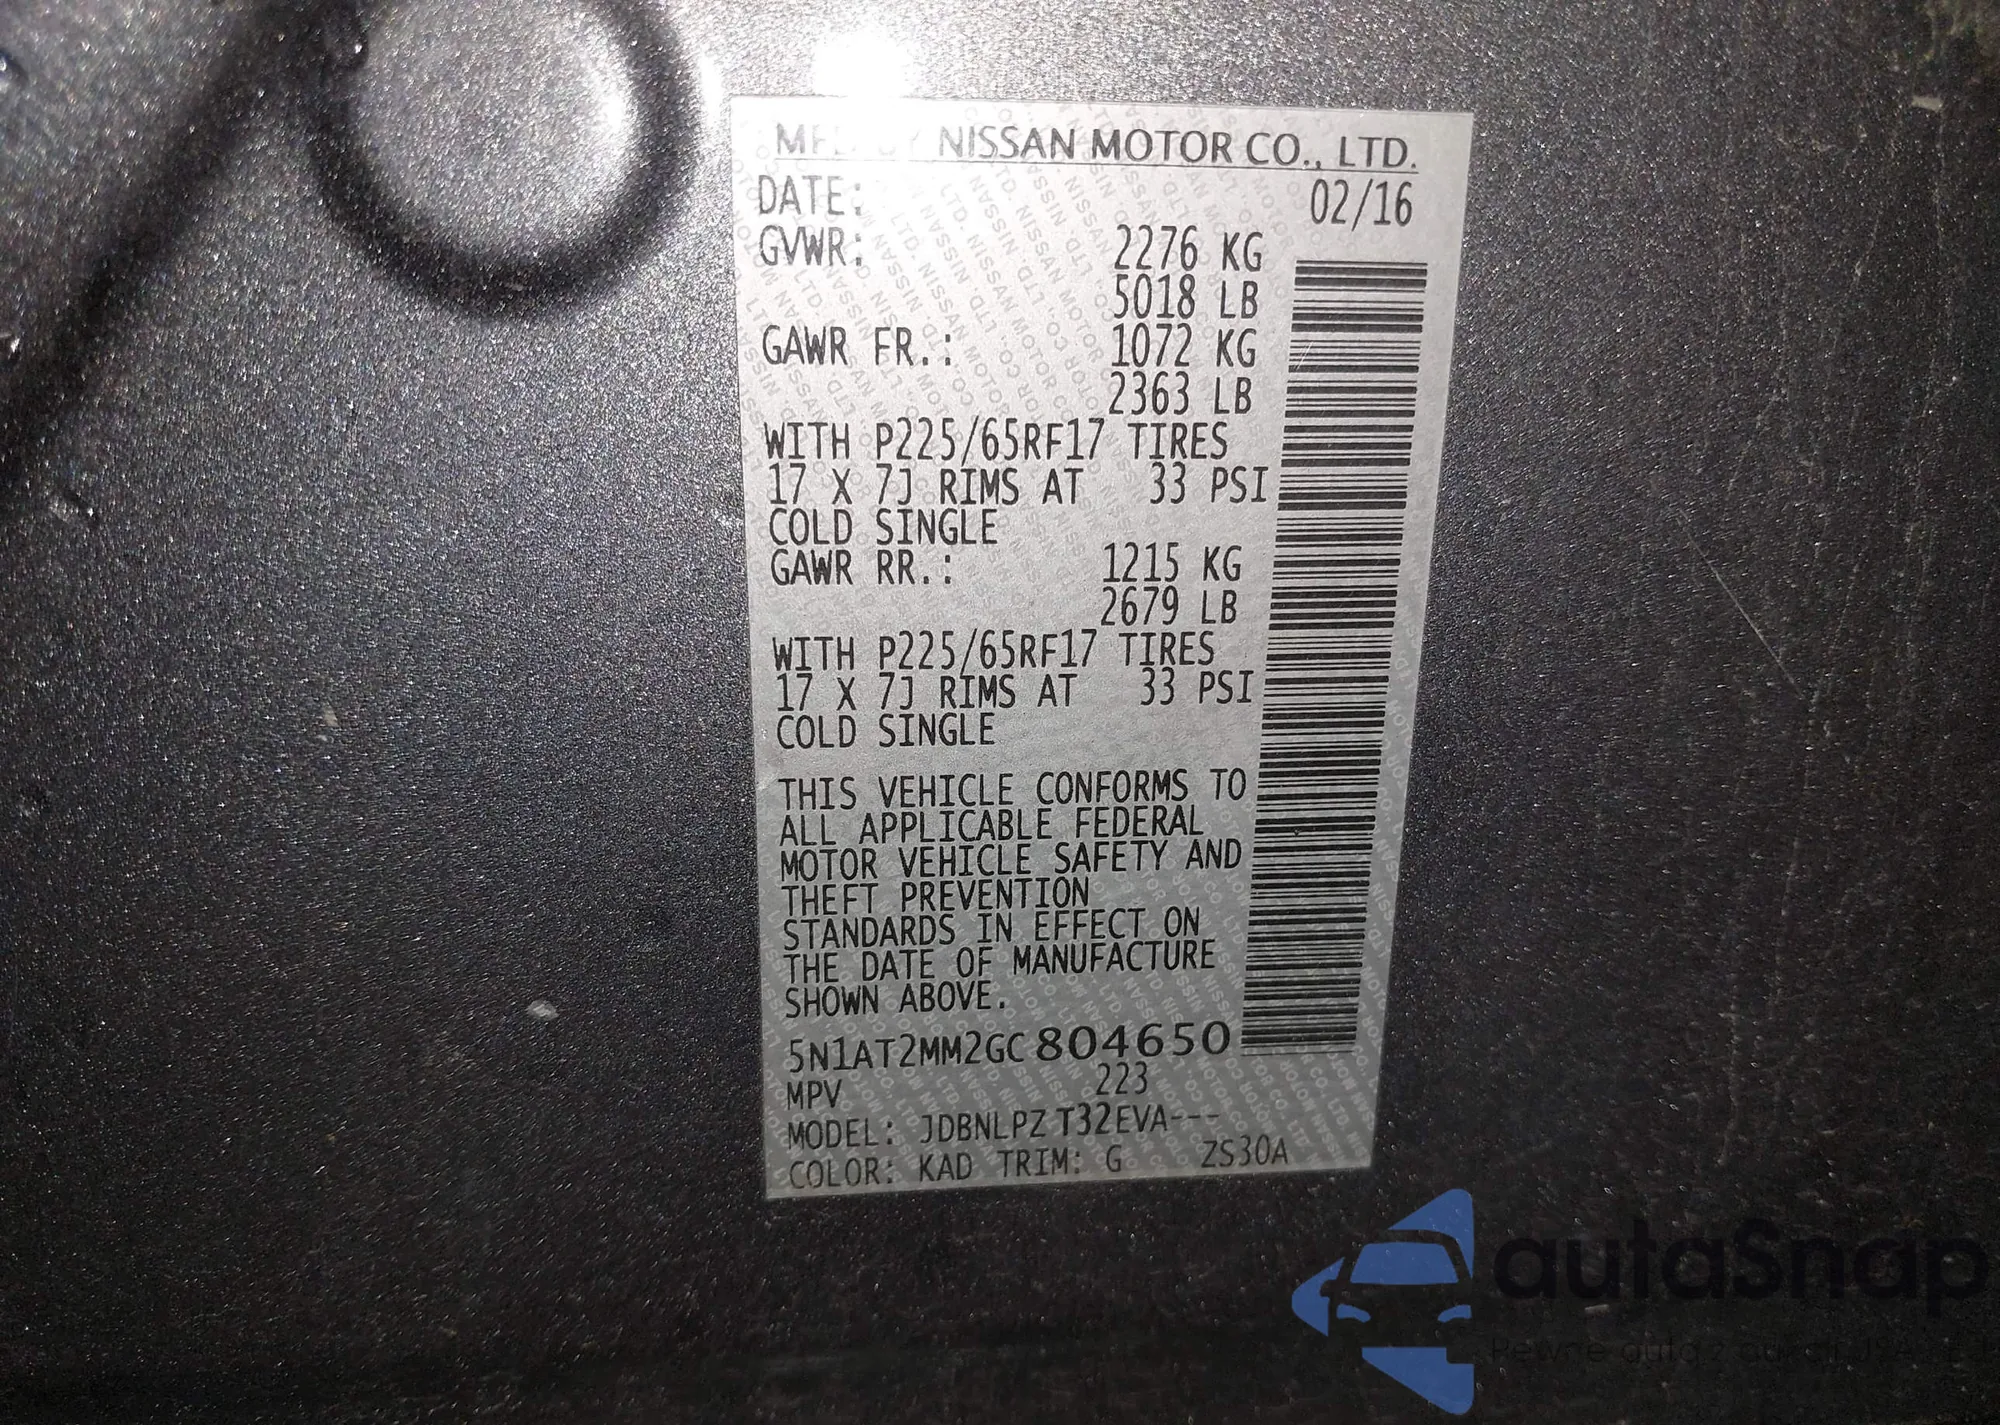 NISSAN MOTOR CO., LTD.
DATE: 02/16
GVWR: 2276 KG
5018 LB
GAWR FR.: 1072 KG
2363 LB
WITH P225/65RF17 TIRES
17 X 7J RIMS AT 33 PSI
COLD SINGLE
GAWR RR.: 1215 KG
2679 LB
WITH P225/65RF17 TIRES
17 X 7J RIMS AT 33 PSI
COLD SINGLE
THIS VEHICLE CONFORMS TO
ALL APPLICABLE FEDERAL
MOTOR VEHICLE SAFETY AND
THEFT PREVENTION
STANDARDS IN EFFECT ON
THE DATE OF MANUFACTURE
SHOWN ABOVE.
5N1AT2MM2GC804650
MPV 223
MODEL: JDBNLPZ T32EVA---
COLOR: KAD TRIM: G ZS30A
autaSnap
Pewne auta z